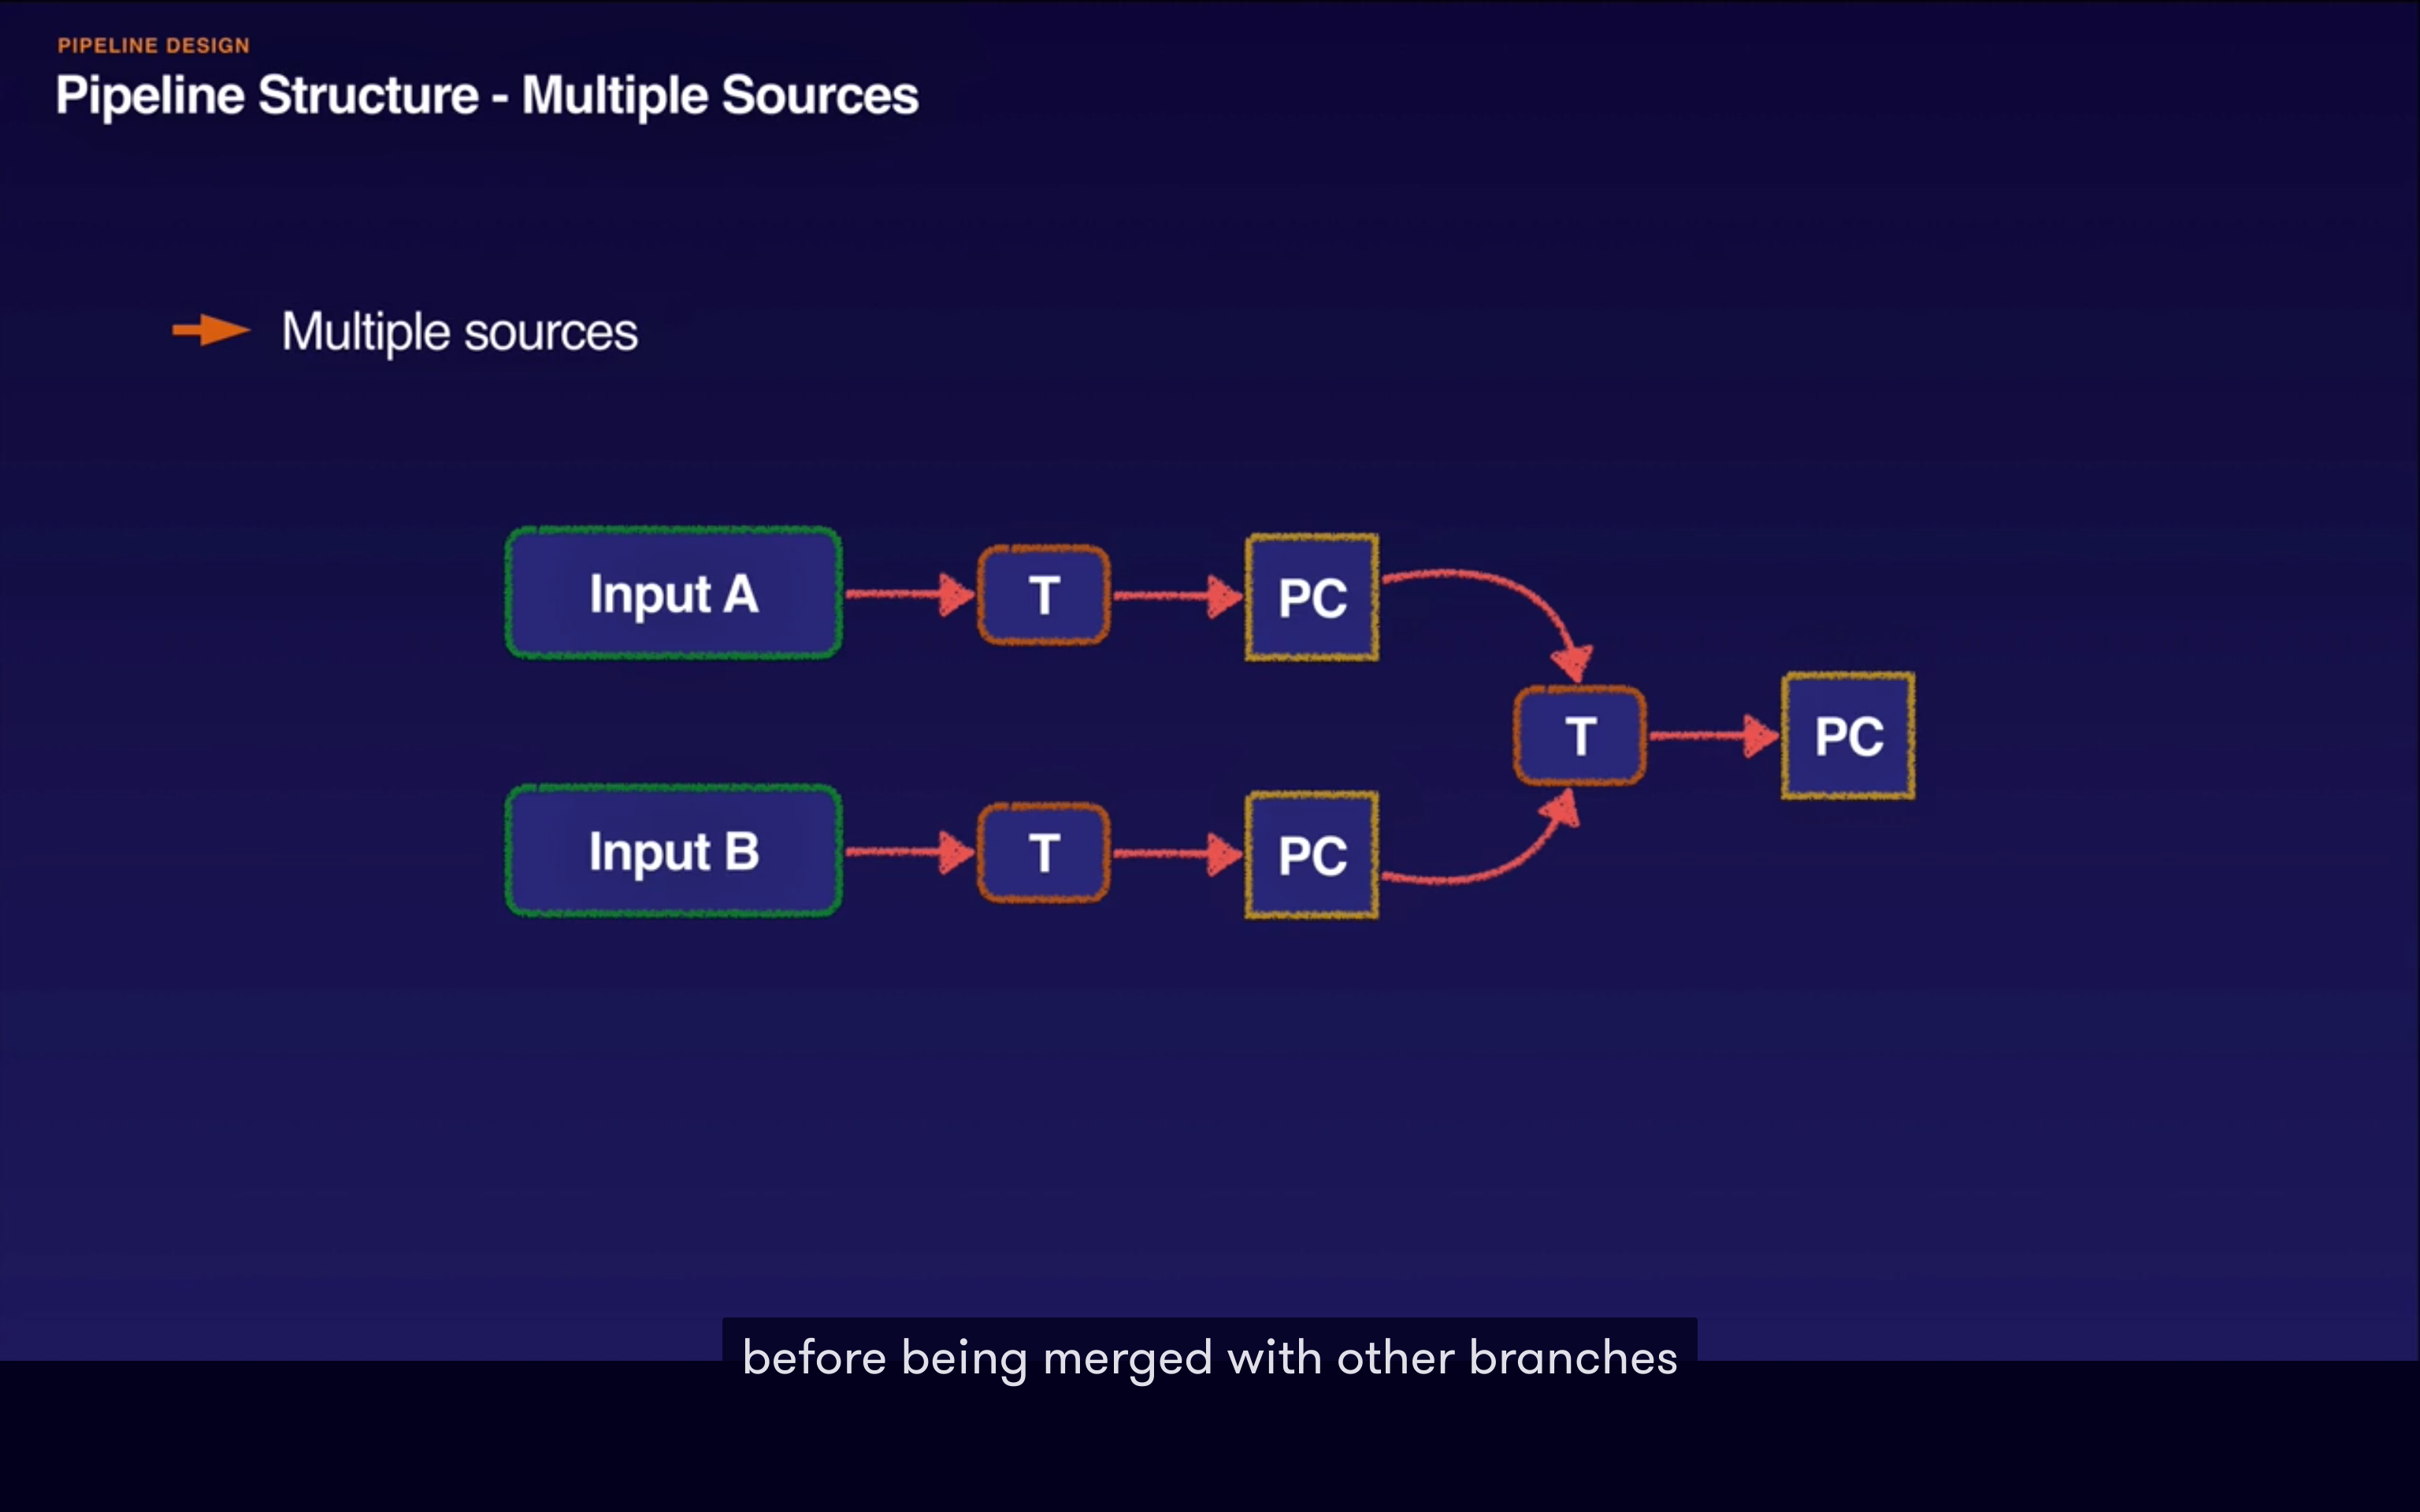 PIPELINE DESIGN
Pipeline Structure - Multiple Sources
Multiple sources
Input A
T
PC
T
PC
Input B
T
PC
before being merged with other branches